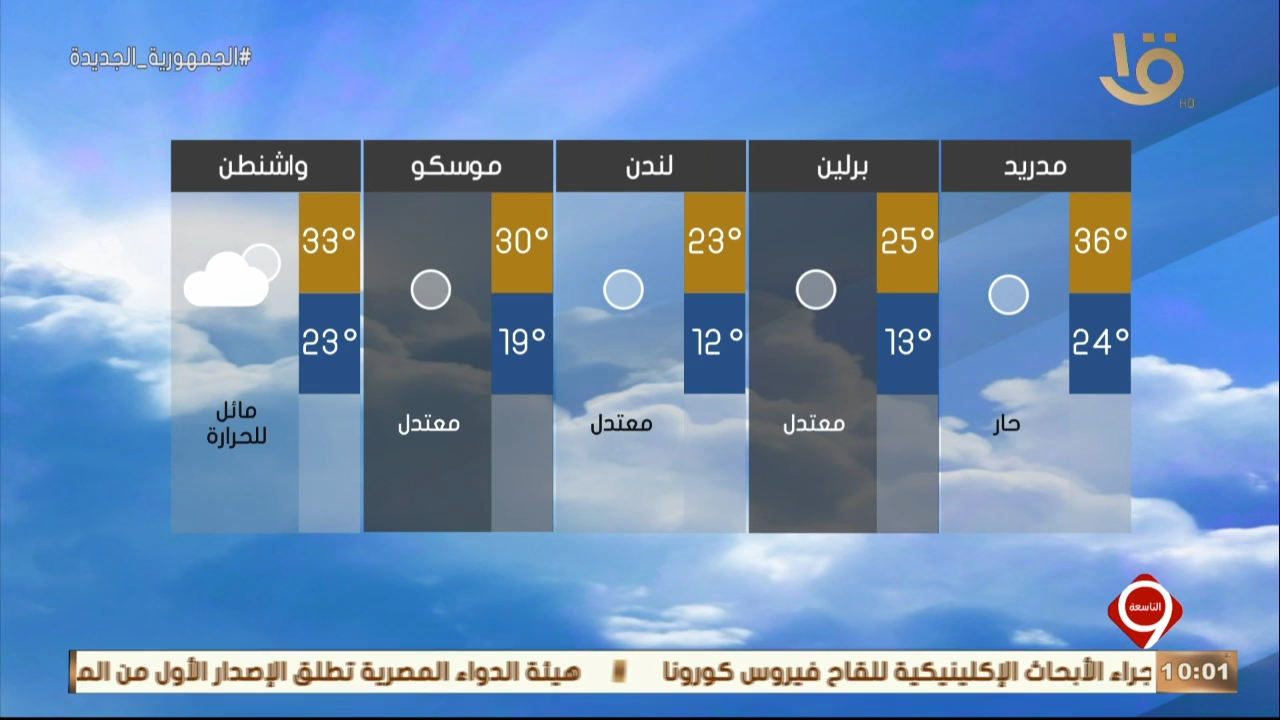 #الجمهورية_الجديدة
HD
مدريد
36°
24°
حار
برلين
25°
13°
معتدل
لندن
23°
12°
معتدل
موسكو
30°
19°
معتدل
واشنطن
33°
23°
مائل
للحرارة
التاسعة
9
10:01
جراء الأبحاث الإكلينيكية للقاح فيروس كورونا هيئة الدواء المصرية تطلق الإصدار الأول من الم